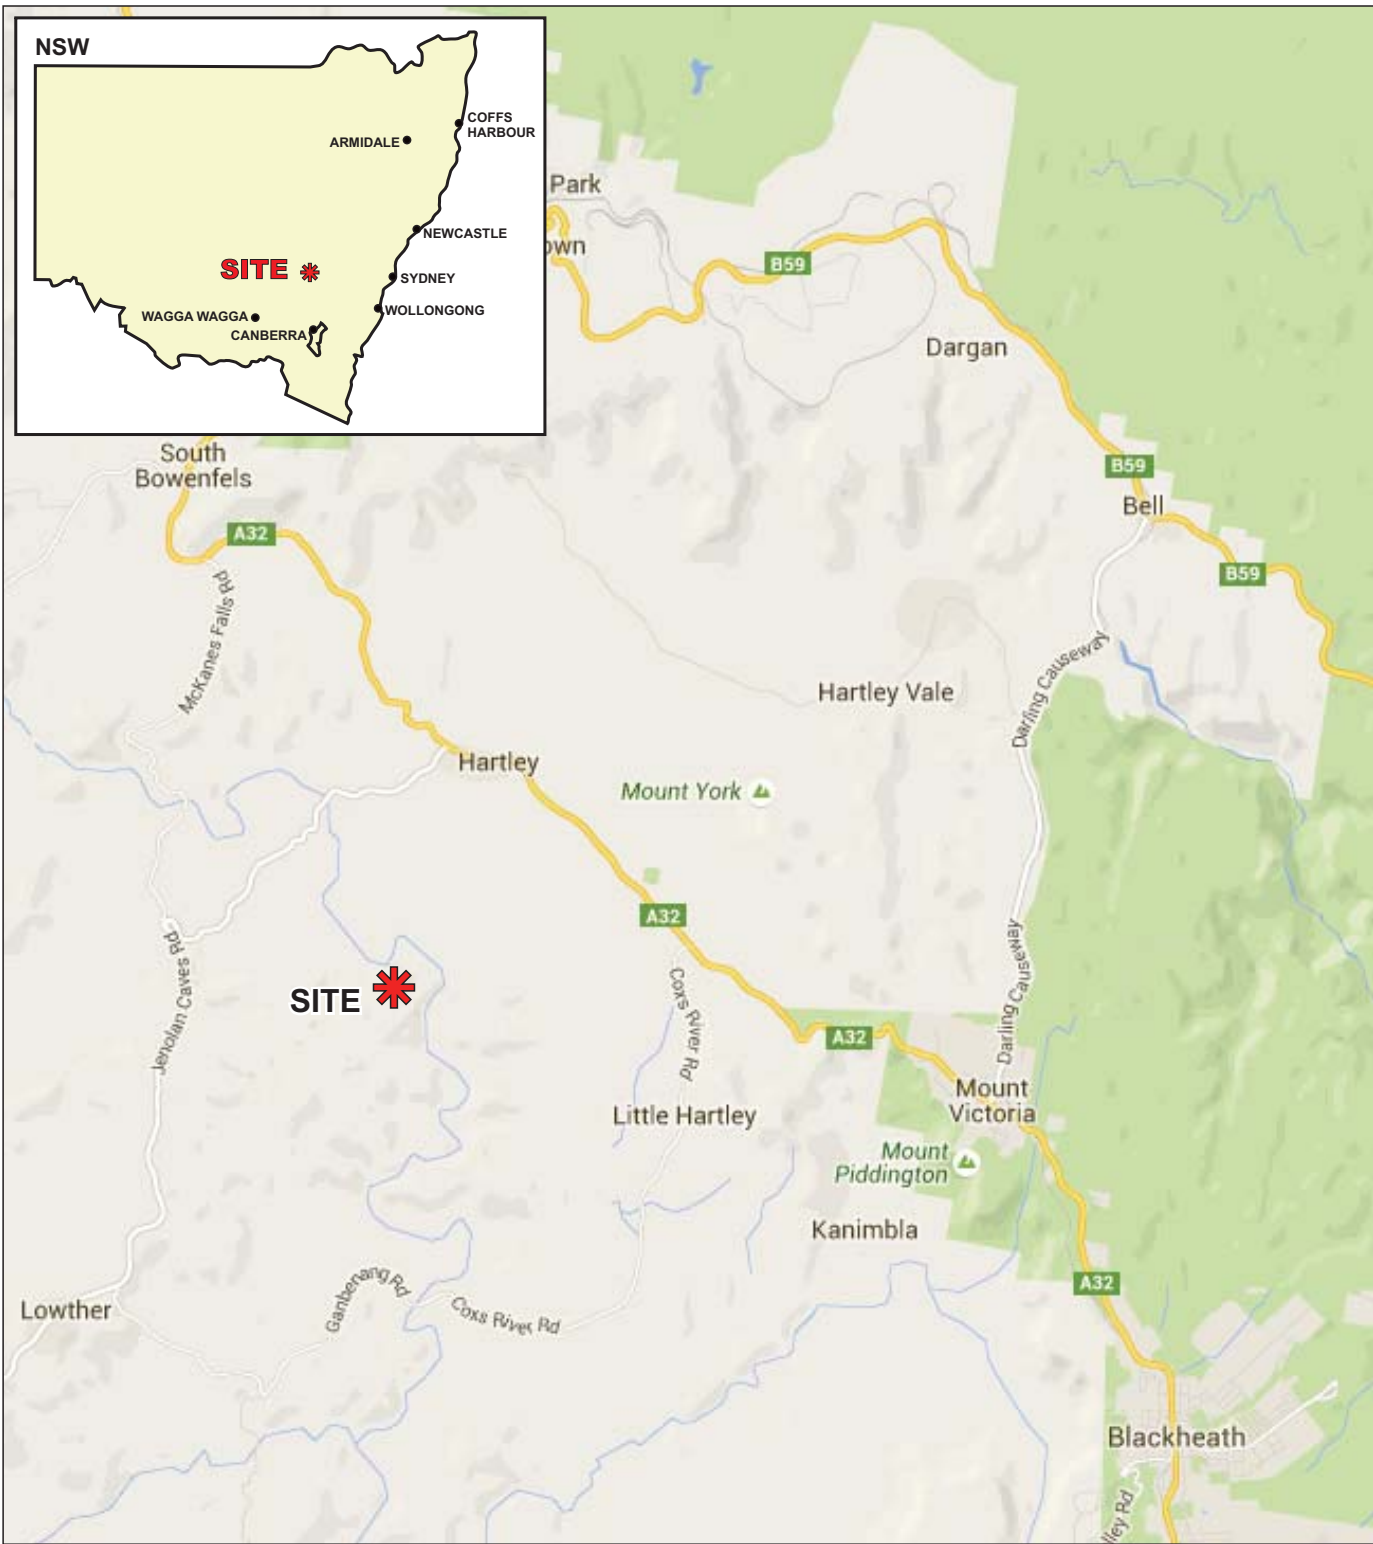 NSW
COFFS
HARBOUR
ARMIDALE
NEWCASTLE
SITE
SYDNEY
WOLLONGONG
WAGGA WAGGA
CANBERRA
Park
own
B59
Dargan
South
Bowenfels
B59
Bell
A32
B59
McKanes Falls Rd
Darling Causeway
Hartley Vale
Hartley
Mount York
A32
Jenolan Caves Rd
SITE
Coxs River Rd
Darling Causeway
A32
Mount
Victoria
Little Hartley
Mount
Piddington
Kanimbla
A32
Ganbenang Rd
Lowther
Coxs River Rd
Blackheath
lley Rd